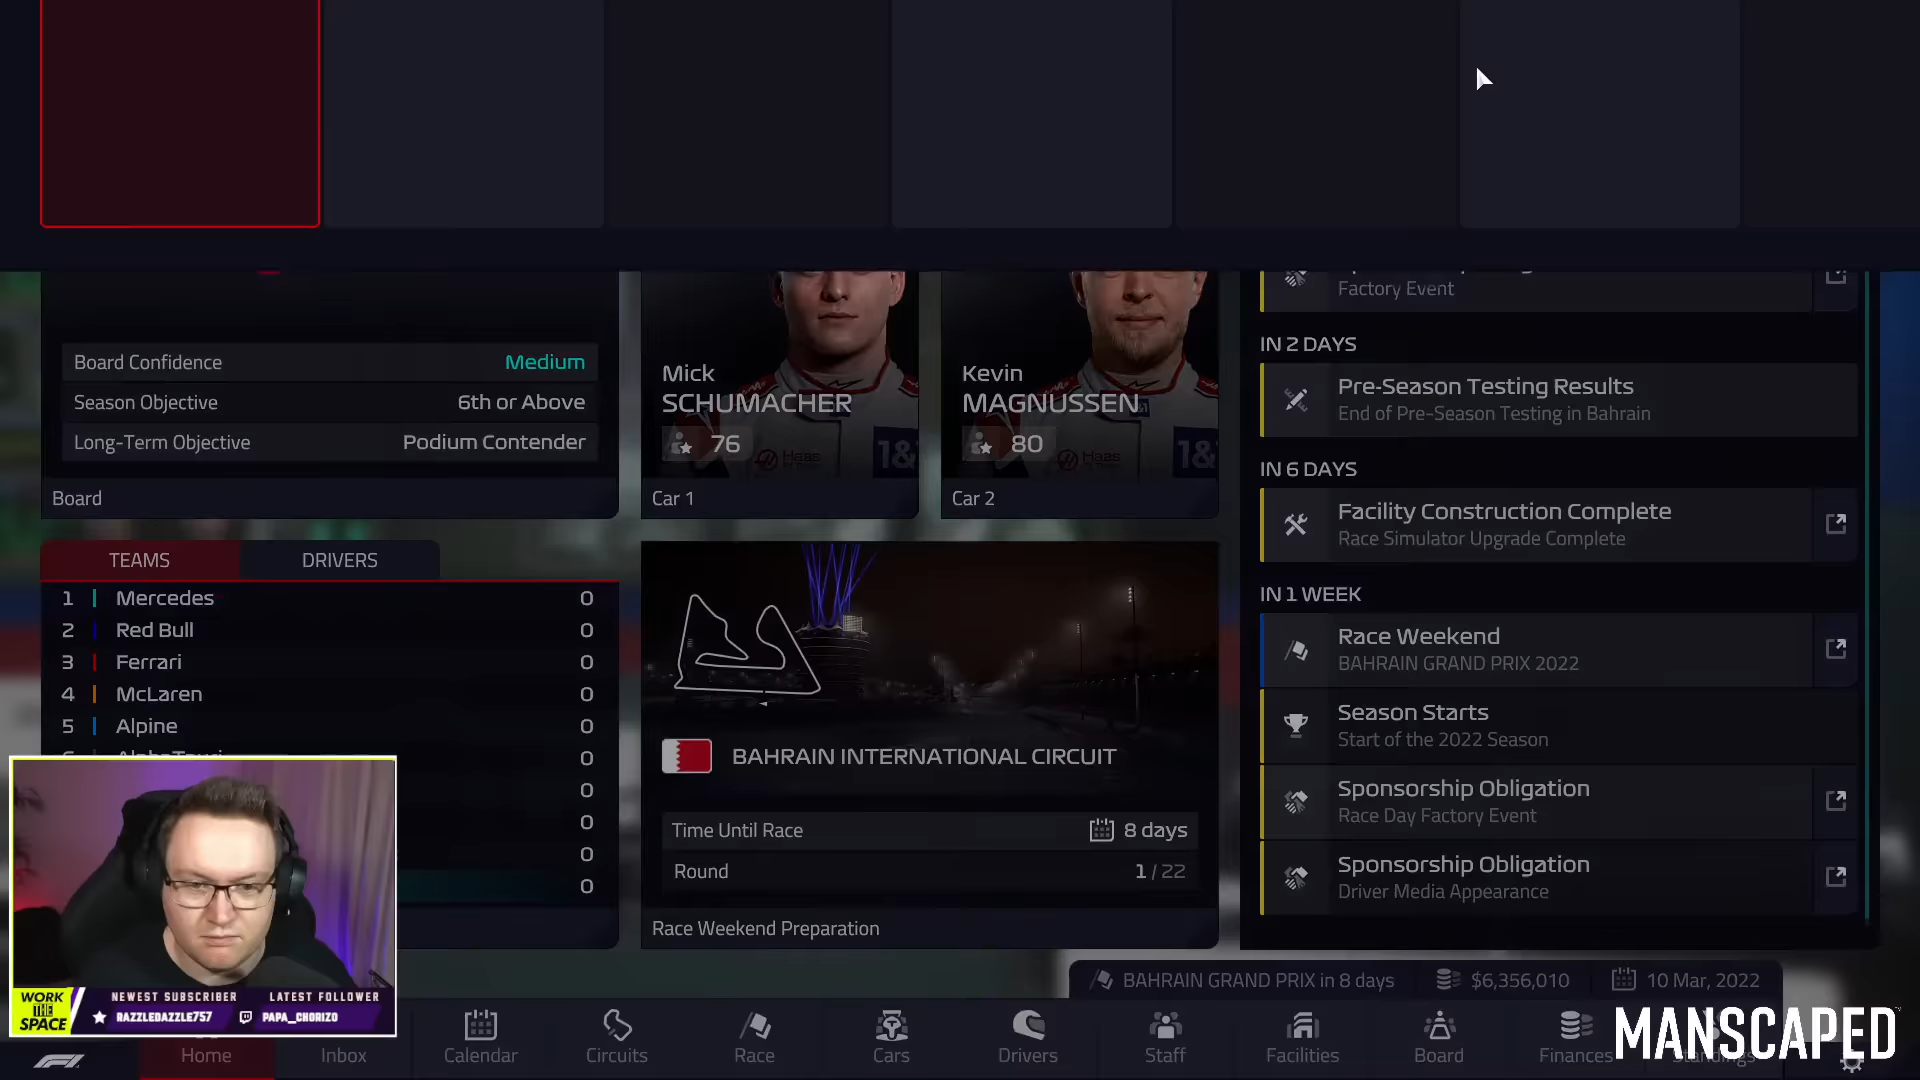 Factory Event
IN 2 DAYS
Pre-Season Testing Results
End of Pre-Season Testing in Bahrain
IN 6 DAYS
Facility Construction Complete
Race Simulator Upgrade Complete
IN 1 WEEK
Race Weekend
BAHRAIN GRAND PRIX 2022
Season Starts
Start of the 2022 Season
Sponsorship Obligation
Race Day Factory Event
Sponsorship Obligation
Driver Media Appearance
Board Confidence Medium
Season Objective 6th or Above
Long-Term Objective Podium Contender
Board
Mick
SCHUMACHER
76
Haas
1&
Car 1
Kevin
MAGNUSSEN
80
Haas
1&
Car 2
TEAMS DRIVERS
1 Mercedes 0
2 Red Bull 0
3 Ferrari 0
4 McLaren 0
5 Alpine 0
0
0
0
0
0
BAHRAIN INTERNATIONAL CIRCUIT
Time Until Race 8 days
Round 1 / 22
Race Weekend Preparation
BAHRAIN GRAND PRIX in 8 days $6,356,010 10 Mar, 2022
WORK THE SPACE
NEWEST SUBSCRIBER LATEST FOLLOWER
RAZZLEDAZZLE757 PAPA_CHORIZO
Home Inbox Calendar Circuits Race Cars Drivers Staff Facilities Board Finances Standings
MANSCAPED